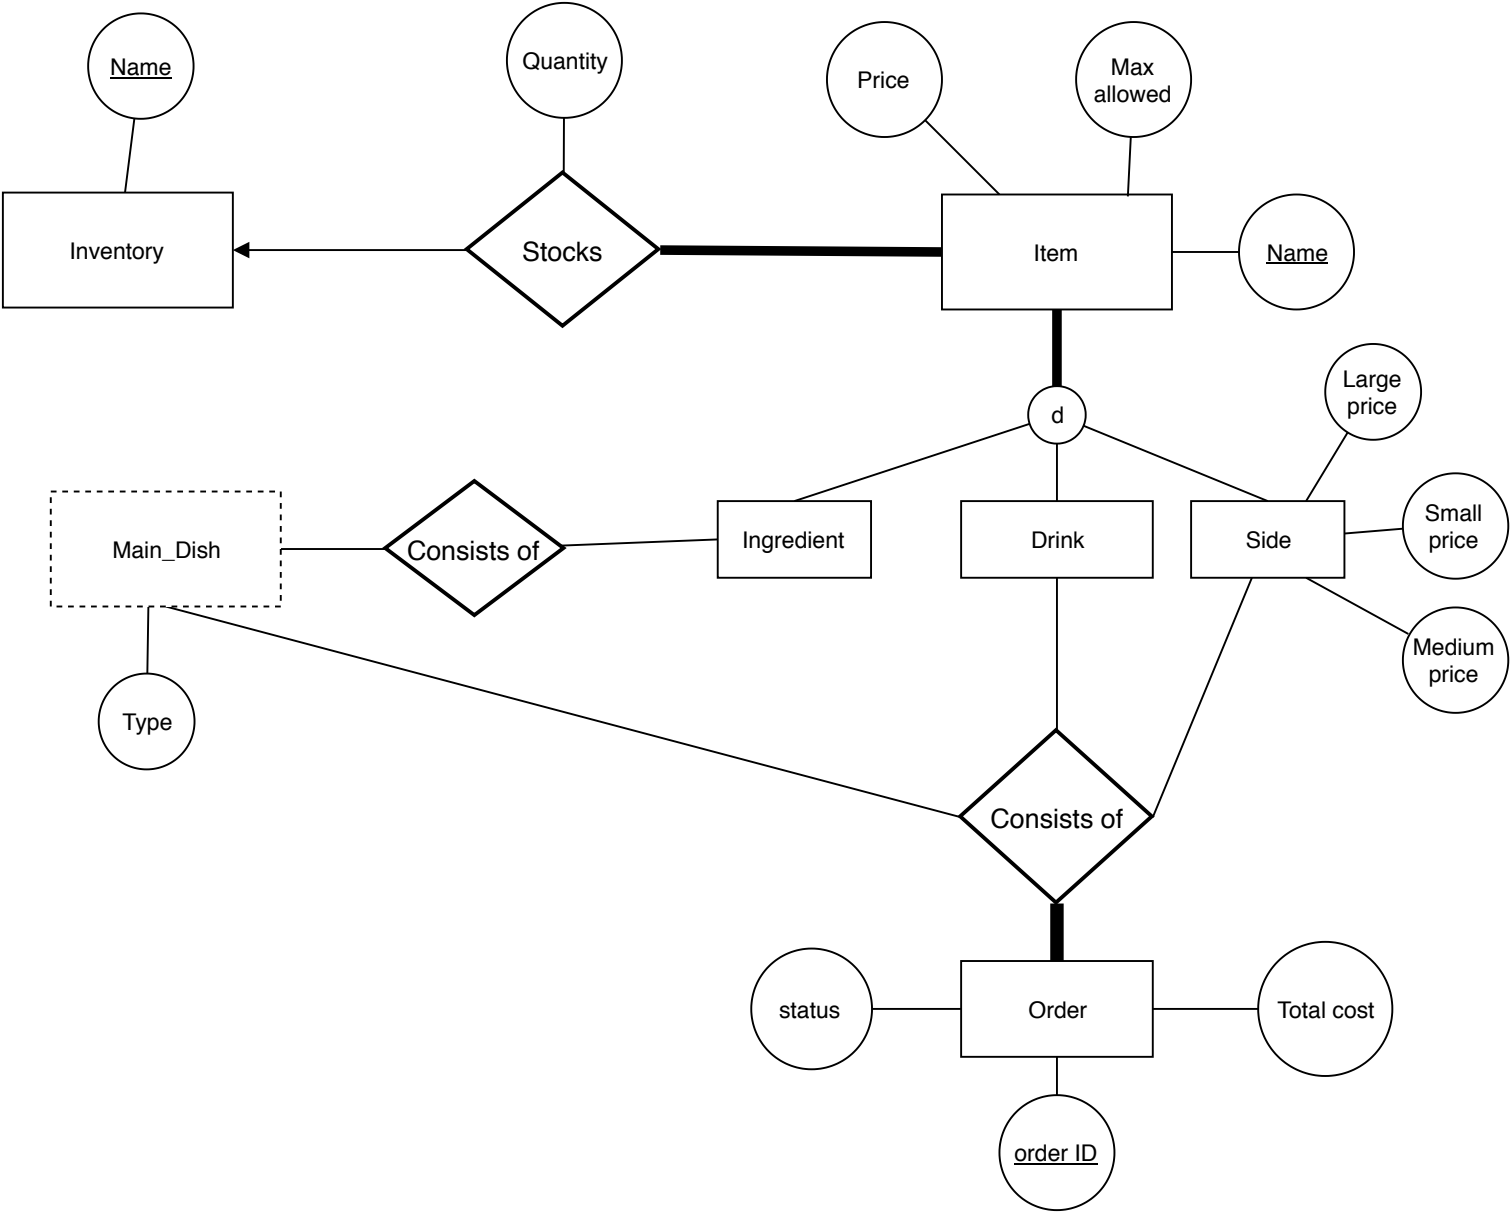 Name
Quantity
Price
Max
allowed
Inventory
Stocks
Item
Name
Large
price
d
Main_Dish
Consists of
Ingredient
Drink
Side
Small
price
Medium
price
Type
Consists of
status
Order
Total cost
order ID